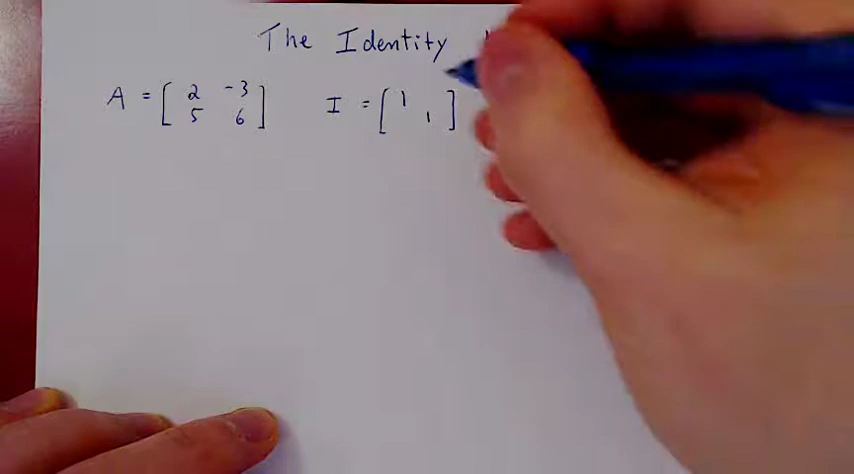 The Identity
A = [ 2 -3 I = [ 1
5 6 ] 1 ]